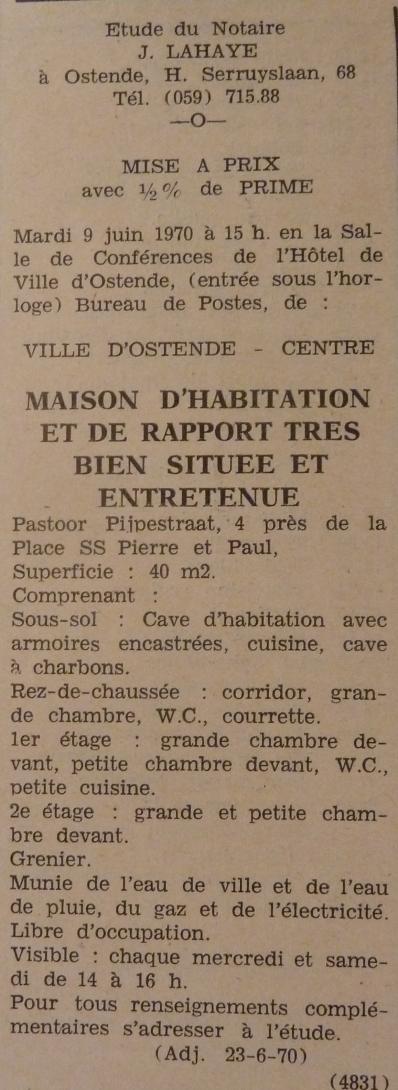 Etude du Notaire
J. LAHAYE
à Ostende, H. Serruyslaan, 68
Tél. (059) 715.88
—O—
MISE A PRIX
avec ½% de PRIME
Mardi 9 juin 1970 à 15 h. en la Sal-
le de Conférences de l'Hôtel de
Ville d'Ostende, (entrée sous l'hor-
loge) Bureau de Postes, de :
VILLE D'OSTENDE - CENTRE
MAISON D'HABITATION
ET DE RAPPORT TRES
BIEN SITUEE ET
ENTRETENUE
Pastoor Pijpestraat, 4 près de la
Place SS Pierre et Paul,
Superficie : 40 m2.
Comprenant :
Sous-sol : Cave d'habitation avec
armoires encastrées, cuisine, cave
à charbons.
Rez-de-chaussée : corridor, gran-
de chambre, W.C., courrette.
1er étage : grande chambre de-
vant, petite chambre devant, W.C.,
petite cuisine.
2e étage : grande et petite cham-
bre devant.
Grenier.
Munie de l'eau de ville et de l'eau
de pluie, du gaz et de l'électricité.
Libre d'occupation.
Visible : chaque mercredi et same-
di de 14 à 16 h.
Pour tous renseignements complé-
mentaires s'adresser à l'étude.
(Adj. 23-6-70)
(4831)